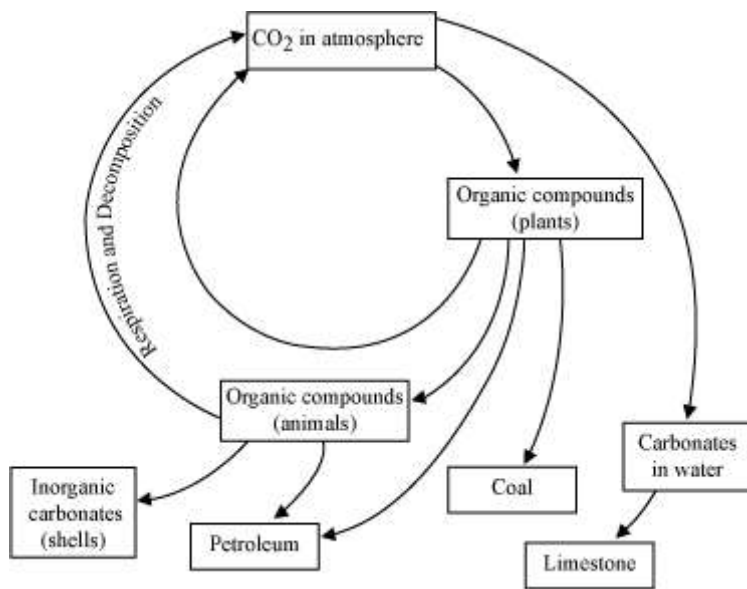 CO2 in atmosphere
Organic compounds
(plants)
Respiration and Decomposition
Organic compounds
(animals)
Carbonates
in water
Inorganic
carbonates
(shells)
Petroleum
Coal
Limestone